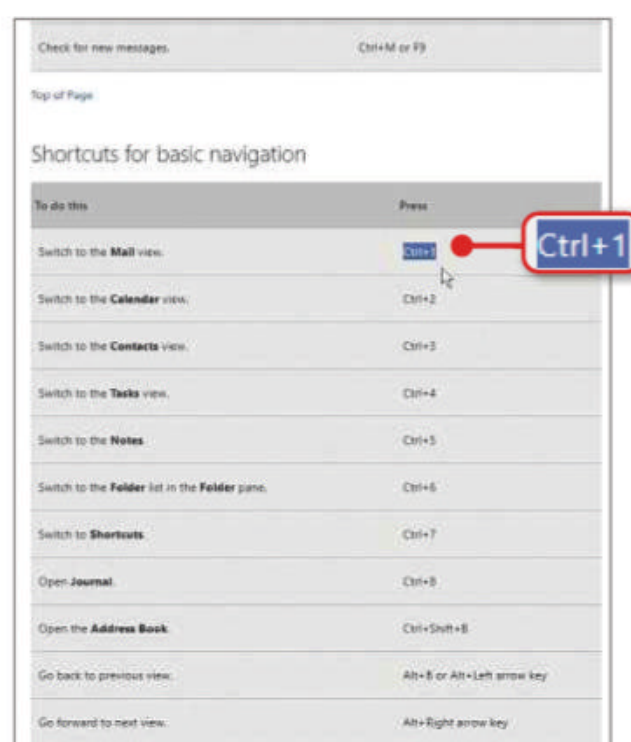 Check for new messages. Ctrl+M or F9
Top of Page
Shortcuts for basic navigation
To do this Press
Switch to the Mail view. Ctrl+1 Ctrl+1
Switch to the Calendar view. Ctrl+2
Switch to the Contacts view. Ctrl+3
Switch to the Tasks view. Ctrl+4
Switch to the Notes. Ctrl+5
Switch to the Folder list in the Folder pane. Ctrl+6
Switch to Shortcuts. Ctrl+7
Open Journal. Ctrl+8
Open the Address Book. Ctrl+Shift+B
Go back to previous view. Alt+B or Alt+Left arrow key
Go forward to next view. Alt+Right arrow key